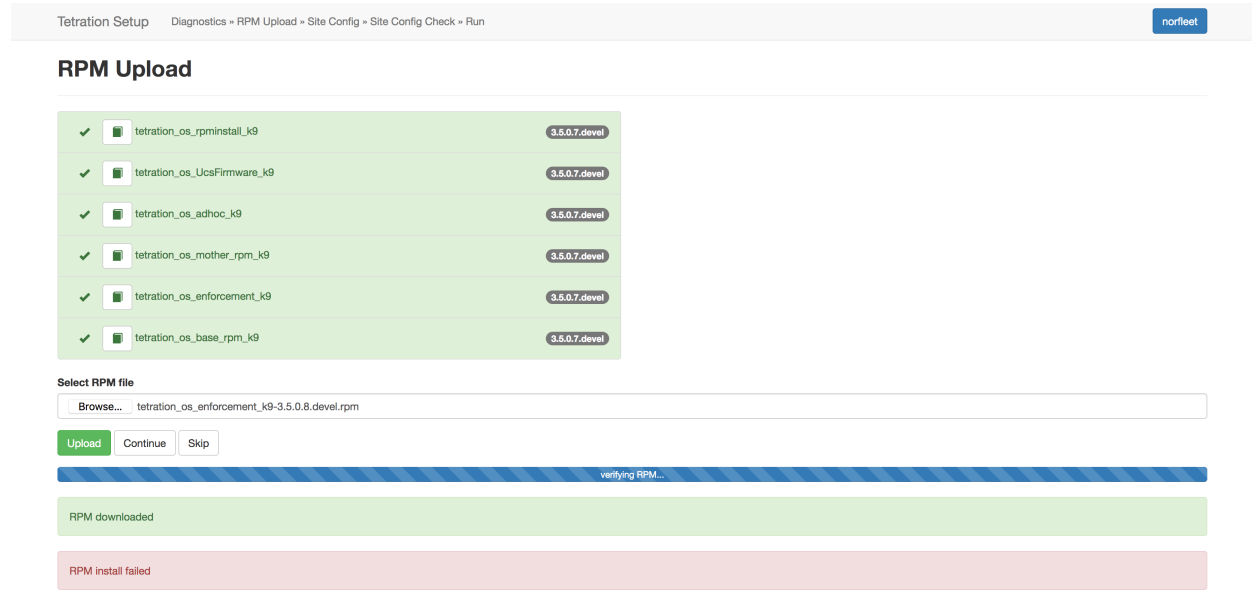 Tetration Setup Diagnostics » RPM Upload » Site Config » Site Config Check » Run norfleet
RPM Upload
tetration_os_rpminstall_k9 3.5.0.7.devel
tetration_os_UcsFirmware_k9 3.5.0.7.devel
tetration_os_adhoc_k9 3.5.0.7.devel
tetration_os_mother_rpm_k9 3.5.0.7.devel
tetration_os_enforcement_k9 3.5.0.7.devel
tetration_os_base_rpm_k9 3.5.0.7.devel
Select RPM file
Browse... tetration_os_enforcement_k9-3.5.0.8.devel.rpm
Upload Continue Skip
verifying RPM...
RPM downloaded
RPM install failed